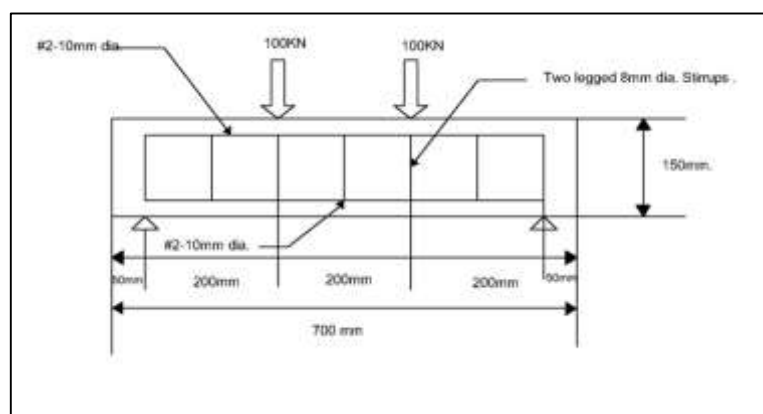 #2-10mm dia.
100KN
100KN
Two legged 8mm dia. Stirrups .
150mm.
#2-10mm dia.
50mm
200mm
200mm
200mm
50mm
700 mm